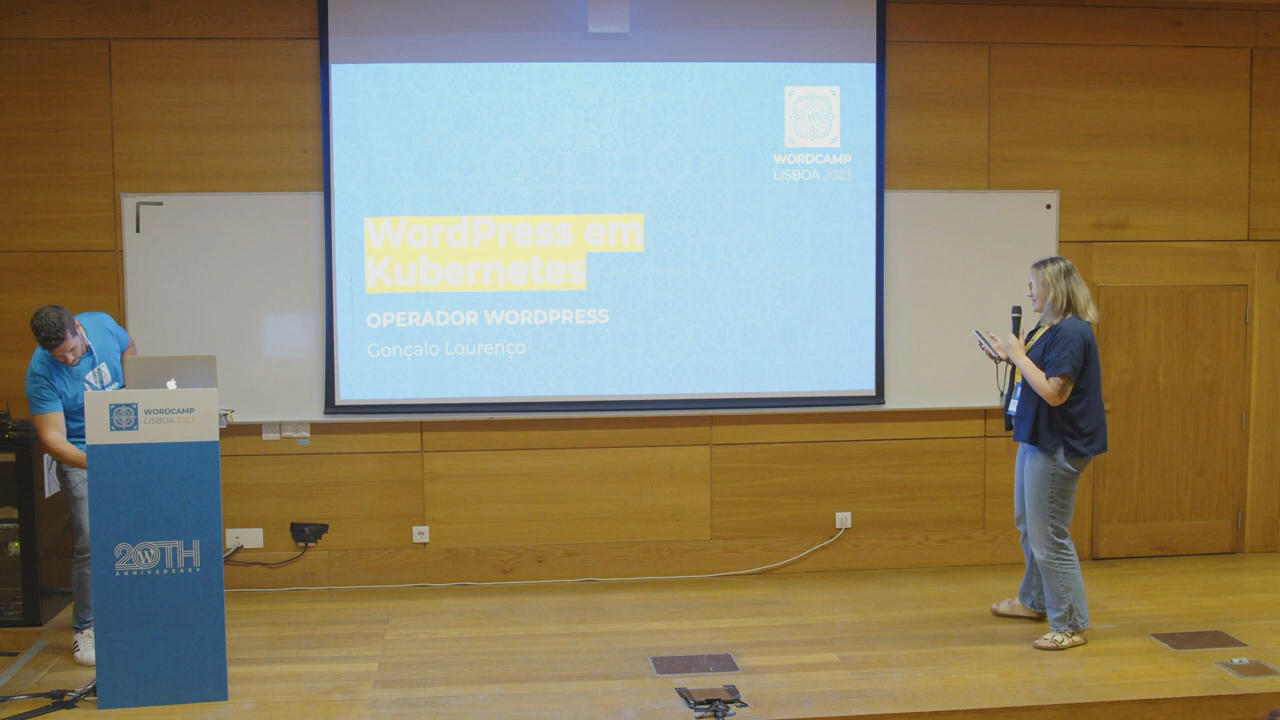 WORDCAMP
LISBOA 2023
WordPress em
Kubernetes
OPERADOR WORDPRESS
Gonçalo Lourenço
WORDCAMP
LISBOA 2023
20TH
ANNIVERSARY